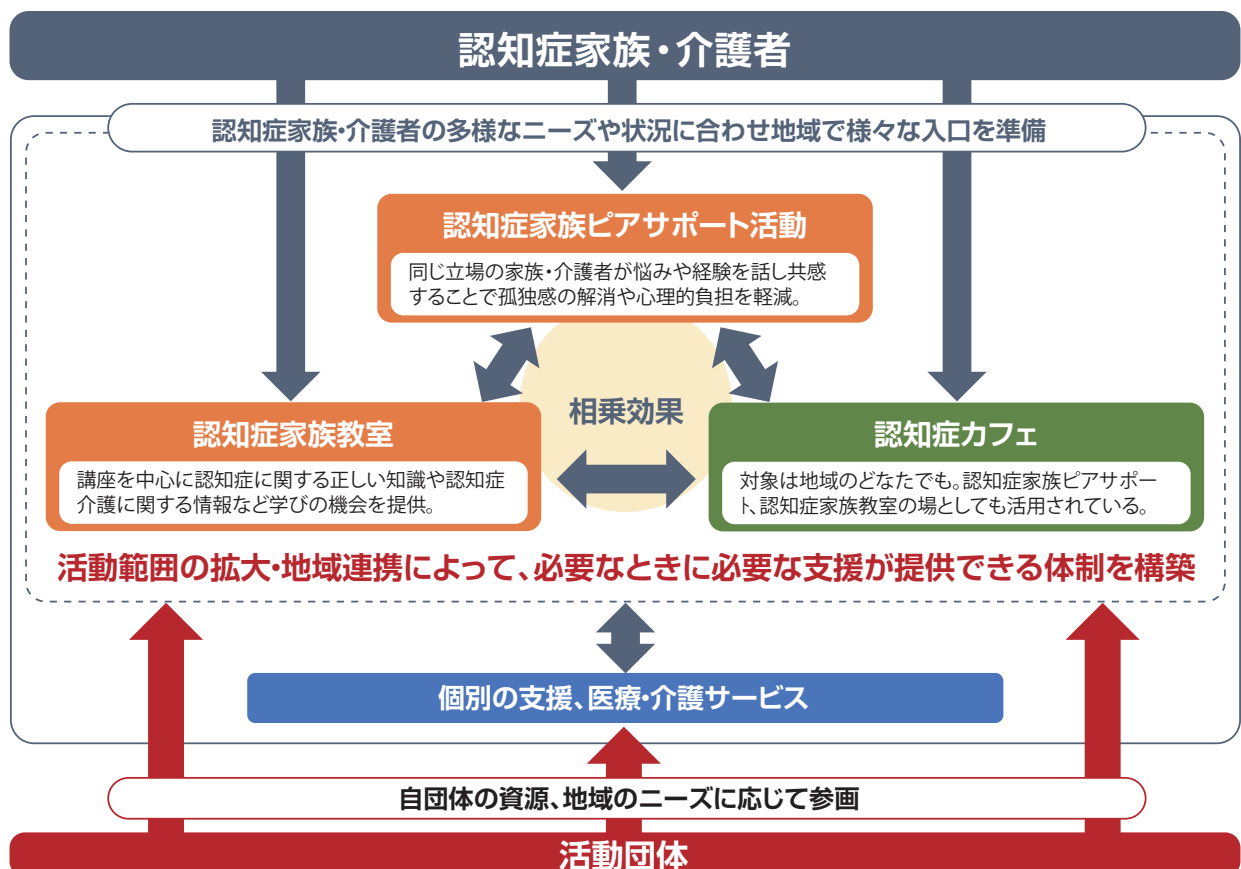 認知症家族・介護者
認知症家族・介護者の多様なニーズや状況に合わせ地域で様々な入口を準備
認知症家族ピアサポート活動
同じ立場の家族・介護者が悩みや経験を話し共感
することで孤独感の解消や心理的負担を軽減。
相乗効果
認知症家族教室
講座を中心に認知症に関する正しい知識や認知症
介護に関する情報など学びの機会を提供。
認知症カフェ
対象は地域のどなたでも。認知症家族ピアサポー
ト、認知症家族教室の場としても活用されている。
活動範囲の拡大・地域連携によって、必要なときに必要な支援が提供できる体制を構築
個別の支援、医療・介護サービス
自団体の資源、地域のニーズに応じて参画
活動団体